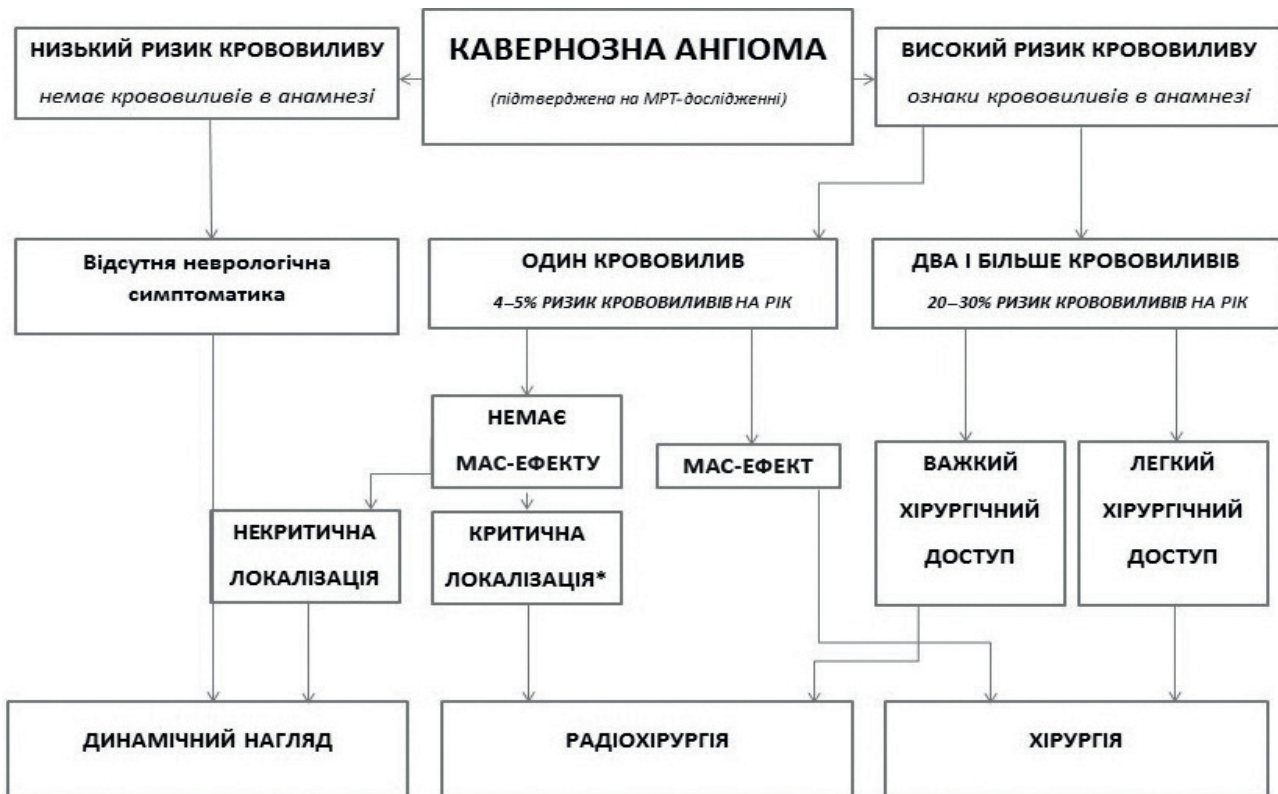 НИЗЬКИЙ РИЗИК КРОВОВИЛИВУ
немає крововиливів в анамнезі
КАВЕРНОЗНА АНГІОМА
(підтверджена на МРТ-дослідженні)
ВИСОКИЙ РИЗИК КРОВОВИЛИВУ
ознаки крововиливів в анамнезі
Відсутня неврологічна
симптоматика
ОДИН КРОВОВИЛИВ
4–5% РИЗИК КРОВОВИЛИВІВ НА РІК
ДВА І БІЛЬШЕ КРОВОВИЛИВІВ
20–30% РИЗИК КРОВОВИЛИВІВ НА РІК
НЕМАЄ
МАС-ЕФЕКТУ
МАС-ЕФЕКТ
ВАЖКИЙ
ХІРУРГІЧНИЙ
ДОСТУП
ЛЕГКИЙ
ХІРУРГІЧНИЙ
ДОСТУП
НЕКРИТИЧНА
ЛОКАЛІЗАЦІЯ
КРИТИЧНА
ЛОКАЛІЗАЦІЯ*
ДИНАМІЧНИЙ НАГЛЯД
РАДІОХІРУРГІЯ
ХІРУРГІЯ